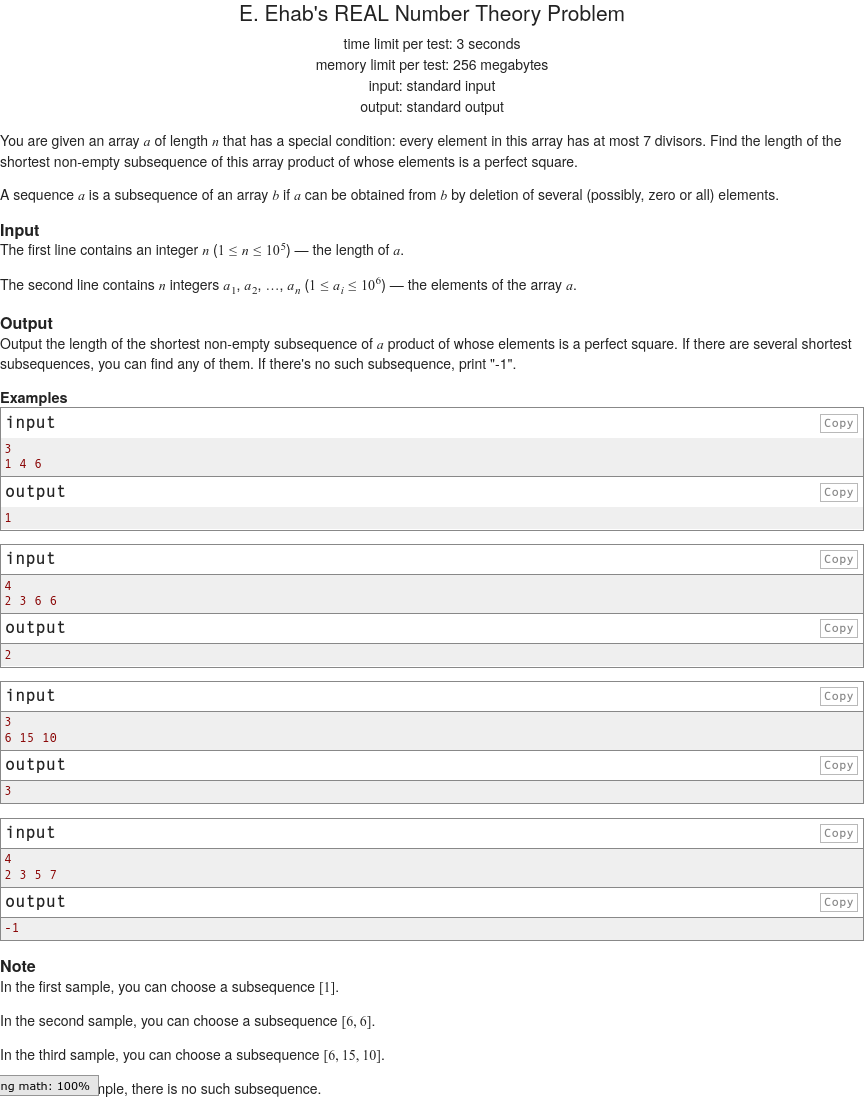 E. Ehab's REAL Number Theory Problem
time limit per test: 3 seconds
memory limit per test: 256 megabytes
input: standard input
output: standard output
You are given an array a of length n that has a special condition: every element in this array has at most 7 divisors. Find the length of the
shortest non-empty subsequence of this array product of whose elements is a perfect square.
A sequence a is a subsequence of an array b if a can be obtained from b by deletion of several (possibly, zero or all) elements.
Input
The first line contains an integer n (1 ≤ n ≤ 10^5) — the length of a.
The second line contains n integers a_1, a_2, …, a_n (1 ≤ a_i ≤ 10^6) — the elements of the array a.
Output
Output the length of the shortest non-empty subsequence of a product of whose elements is a perfect square. If there are several shortest
subsequences, you can find any of them. If there's no such subsequence, print "-1".
Examples
input Copy
3
1 4 6
output Copy
1
input Copy
4
2 3 6 6
output Copy
2
input Copy
3
6 15 10
output Copy
3
input Copy
4
2 3 5 7
output Copy
-1
Note
In the first sample, you can choose a subsequence [1].
In the second sample, you can choose a subsequence [6, 6].
In the third sample, you can choose a subsequence [6, 15, 10].
ng math: 100% mple, there is no such subsequence.